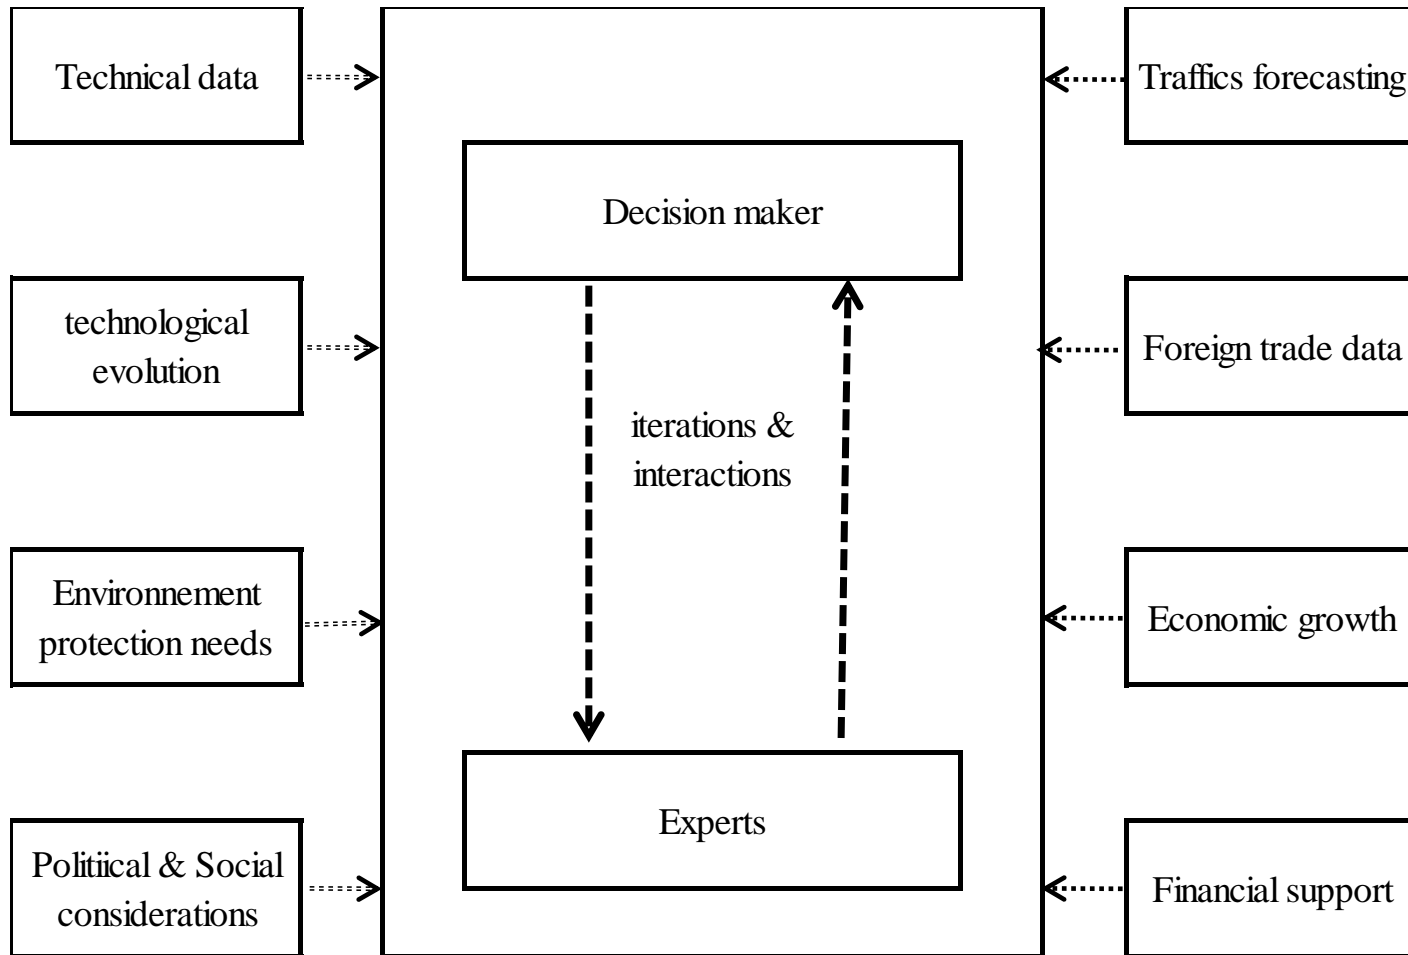 Technical data
Traffics forecasting
Decision maker
technological
evolution
Foreign trade data
iterations &
interactions
Environnement
protection needs
Economic growth
Experts
Politiical & Social
considerations
Financial support